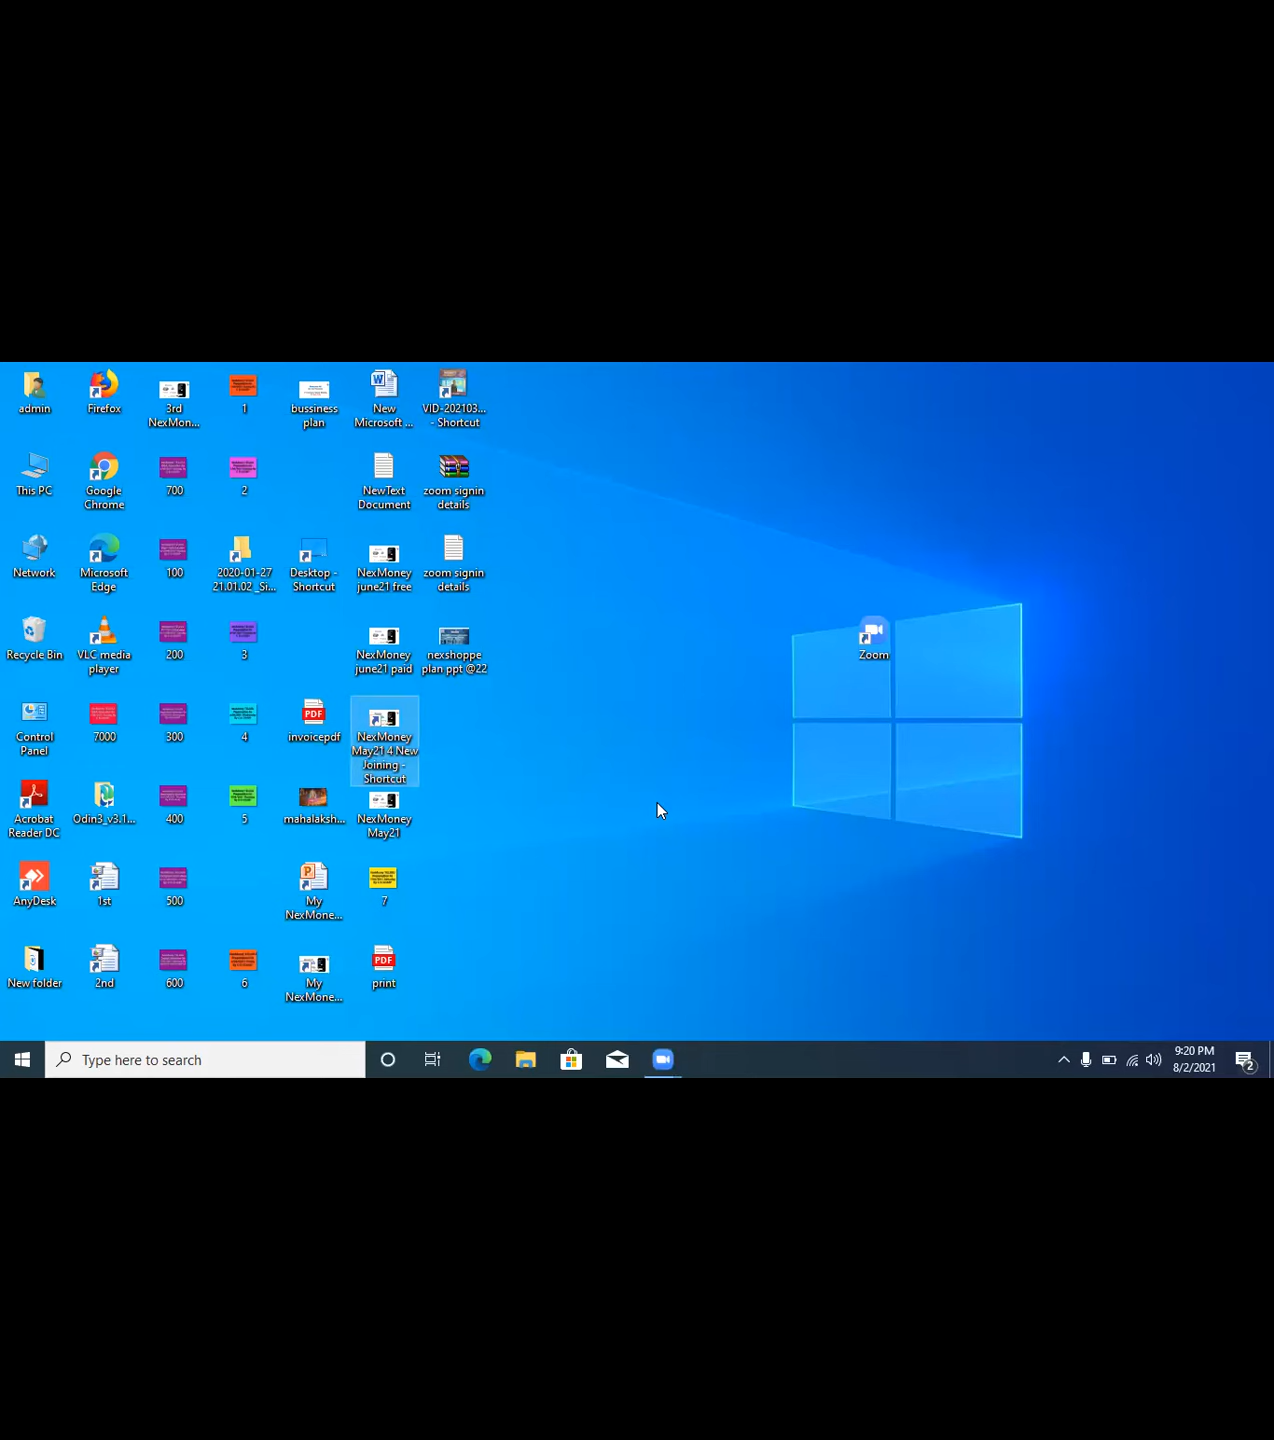 admin
Firefox
3rd
NexMon...
1
bussiness
plan
New
Microsoft ...
VID-202103...
- Shortcut
This PC
Google
Chrome
700
2
NewText
Document
zoom signin
details
Network
Microsoft
Edge
100
2020-01-27
21.01.02 _Si...
Desktop -
Shortcut
NexMoney
june21 free
zoom signin
details
Recycle Bin
VLC media
player
200
3
NexMoney
june21 paid
nexshoppe
plan ppt @22
Zoom
Control
Panel
7000
300
4
PDF
invoicepdf
NexMoney
May21 4 New
Joining -
Shortcut
Acrobat
Reader DC
Odin3_v3.1...
400
5
mahalaksh...
NexMoney
May21
AnyDesk
1st
500
My
NexMone...
7
New folder
2nd
600
6
My
NexMone...
PDF
print
Type here to search
9:20 PM
8/2/2021
2